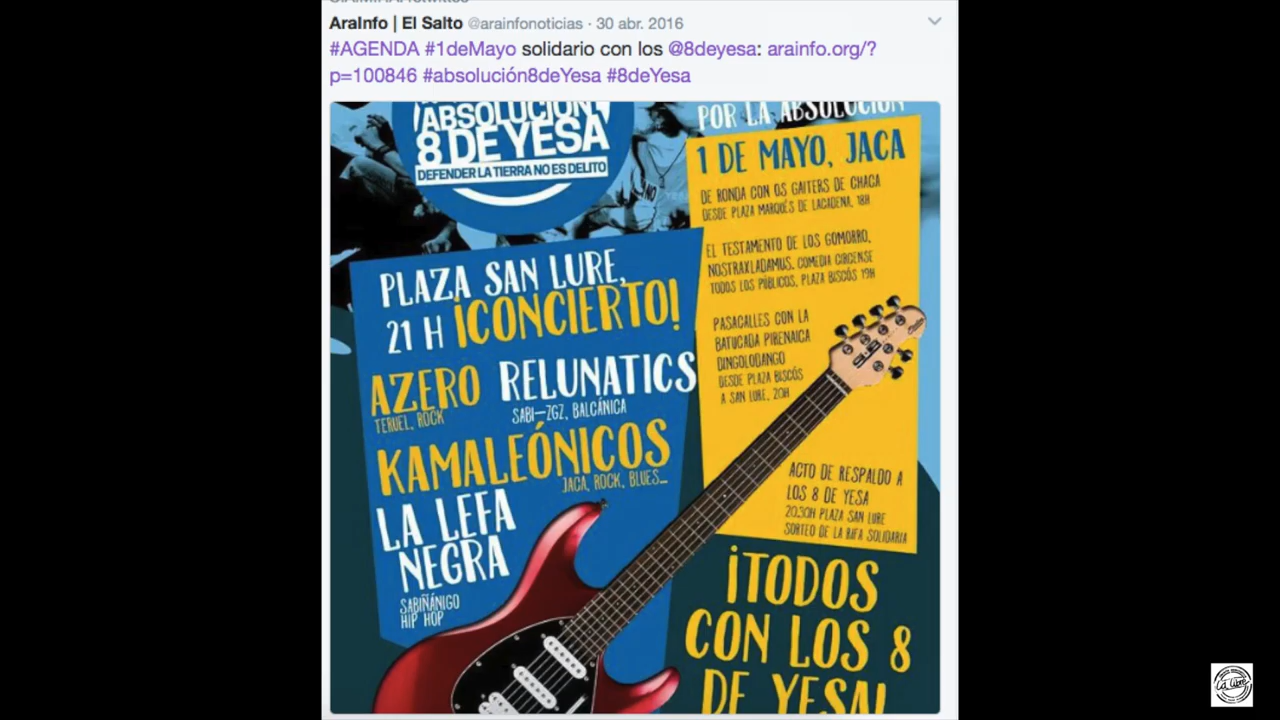 AraInfo | El Salto @arainfonoticias · 30 abr. 2016
#AGENDA #1deMayo solidario con los @8deyesa: arainfo.org/?
p=100846 #absolución8deYesa #8deYesa
ABSOLUCIÓN
8 DE YESA
DEFENDER LA TIERRA NO ES DELITO
PLAZA SAN LURE,
21 H ¡CONCIERTO!
AZERO RELUNATICS
TERUEL, ROCK SABI-ZGZ, BALCÁNICA
KAMALEÓNICOS
JACA, ROCK, BLUES...
LA LEFA
NEGRA
SABIÑÁNIGO
HIP HOP
POR LA ABSOLUCIÓN
1 DE MAYO, JACA
DE RONDA CON OS GAITERS DE CHACA
DESDE PLAZA MARQUÉS DE LACADENA, 18H
EL TESTAMENTO DE LOS GOMORRO,
NOSTRAXLADAMUS. COMEDIA CIRCENSE
TODOS LOS PÚBLICOS, PLAZA BISCÓS 19H
PASACALLES CON LA
BATUCADA PIRENAICA
DINGOLODANGO
DESDE PLAZA BISCÓS
A SAN LURE, 20H
ACTO DE RESPALDO A
LOS 8 DE YESA
20:30H PLAZA SAN LURE
SORTEO DE LA RIFA SOLIDARIA
¡TODOS
CON LOS 8
DE YESA!